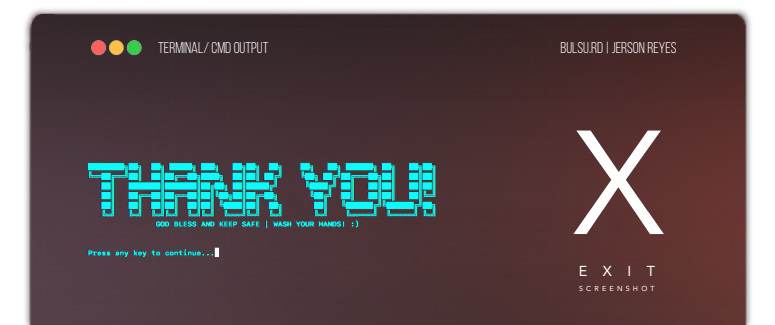 TERMINAL/ CMD OUTPUT
BULSU.RD | JERSON REYES
THANK YOU!
GOD BLESS AND KEEP SAFE | WASH YOUR HANDS! :)
Press any key to continue...
X
EXIT
SCREENSHOT